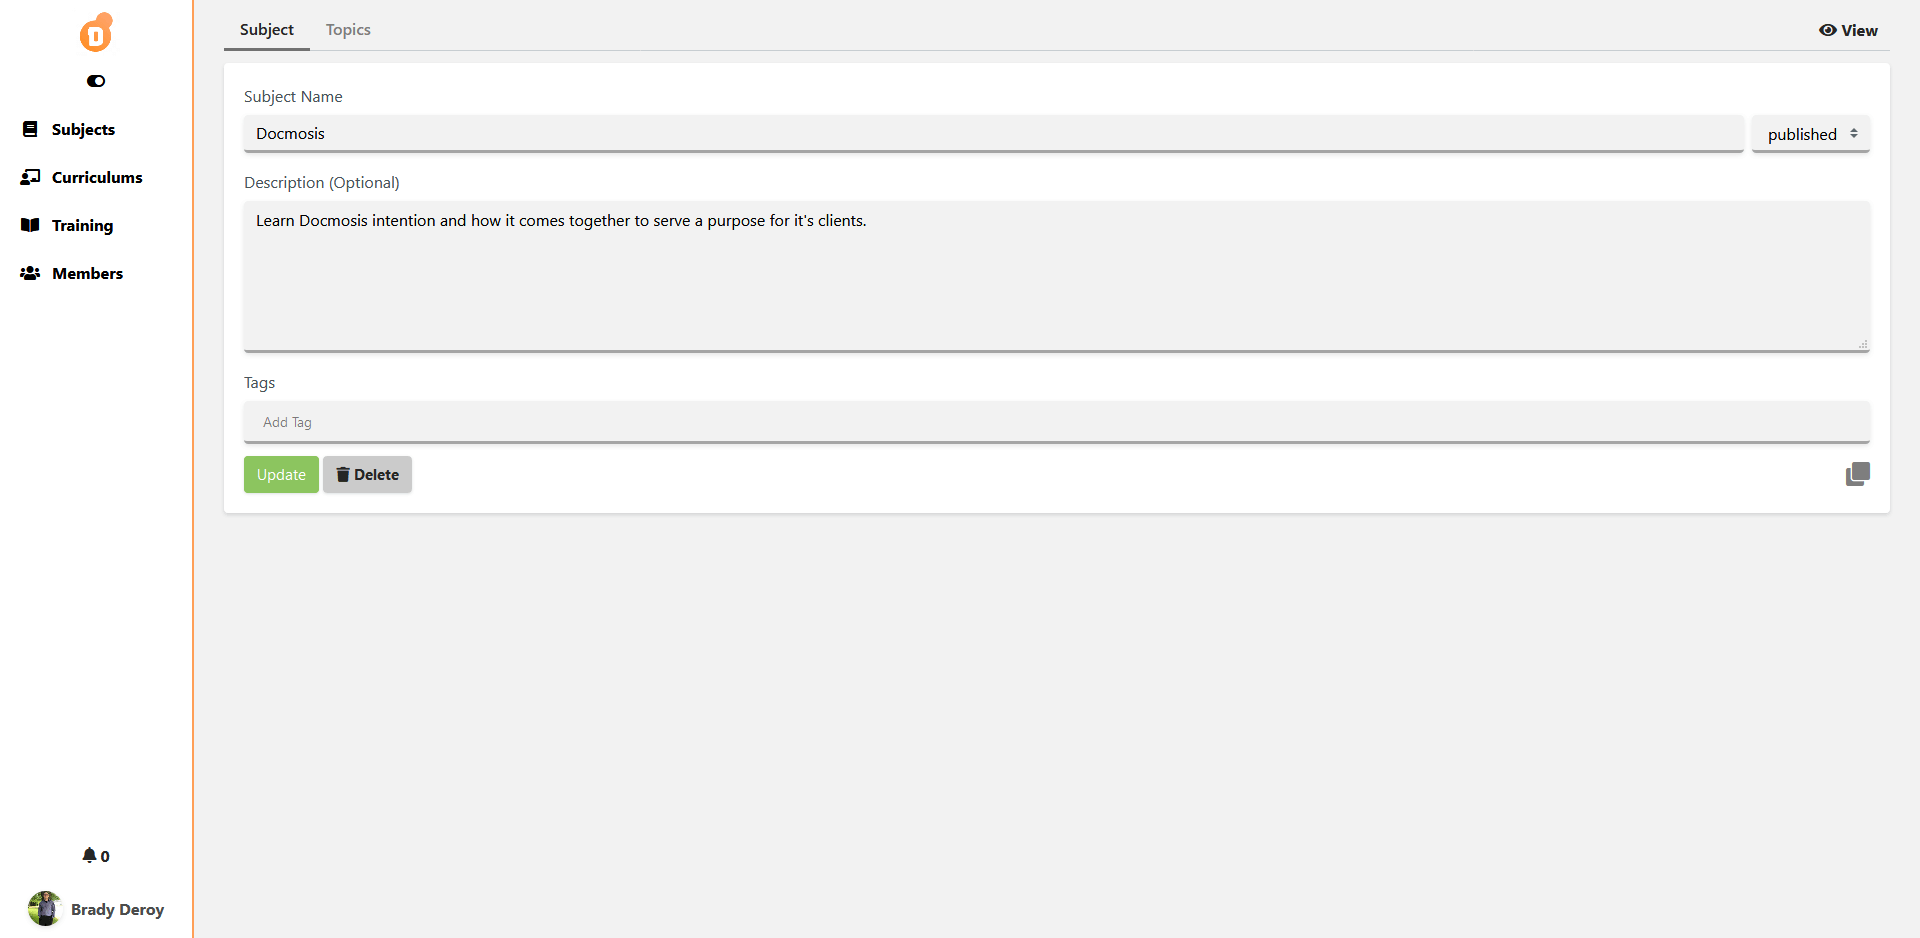 Subjects
Curriculums
Training
Members
0
Brady Deroy
Subject Topics View
Subject Name
Docmosis published
Description (Optional)
Learn Docmosis intention and how it comes together to serve a purpose for it's clients.
Tags
Add Tag
Update Delete